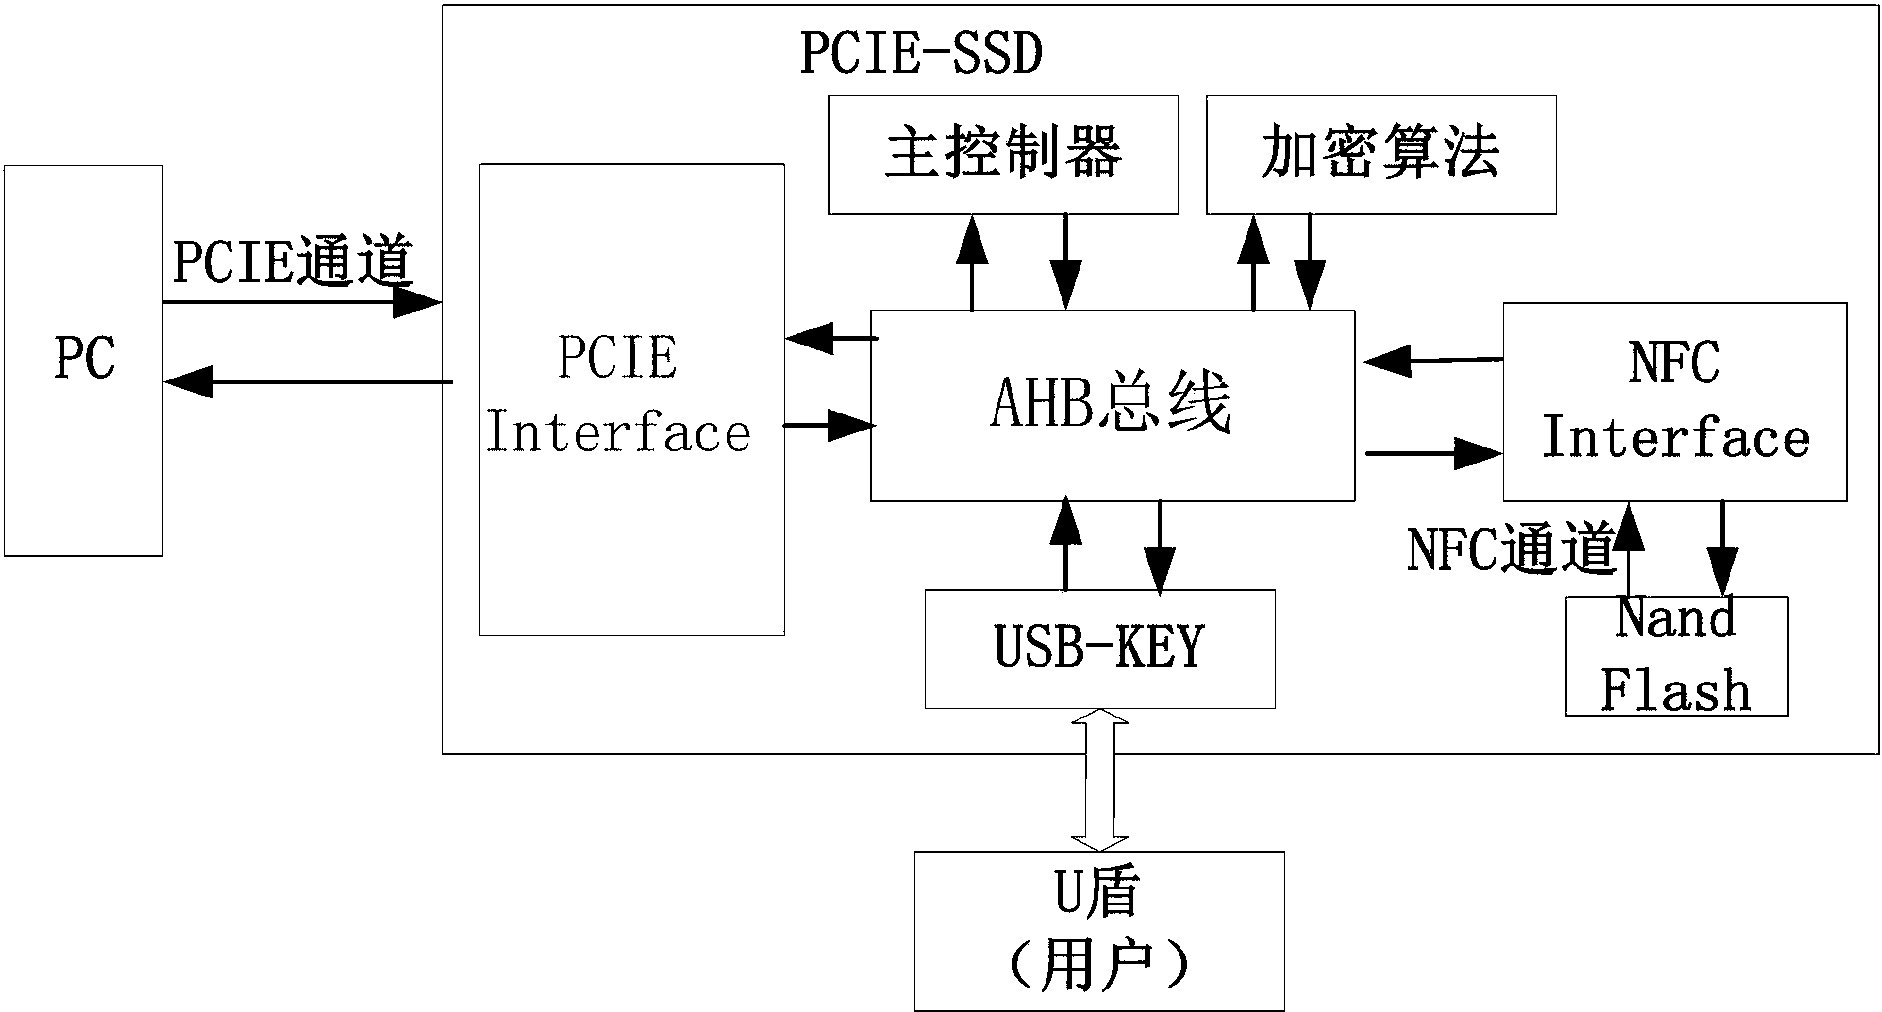 PCIE-SSD
主控制器
加密算法
PCIE通道
PC
PCIE
Interface
AHB总线
NFC
Interface
NFC通道
Nand
Flash
USB-KEY
U盾
（用户）